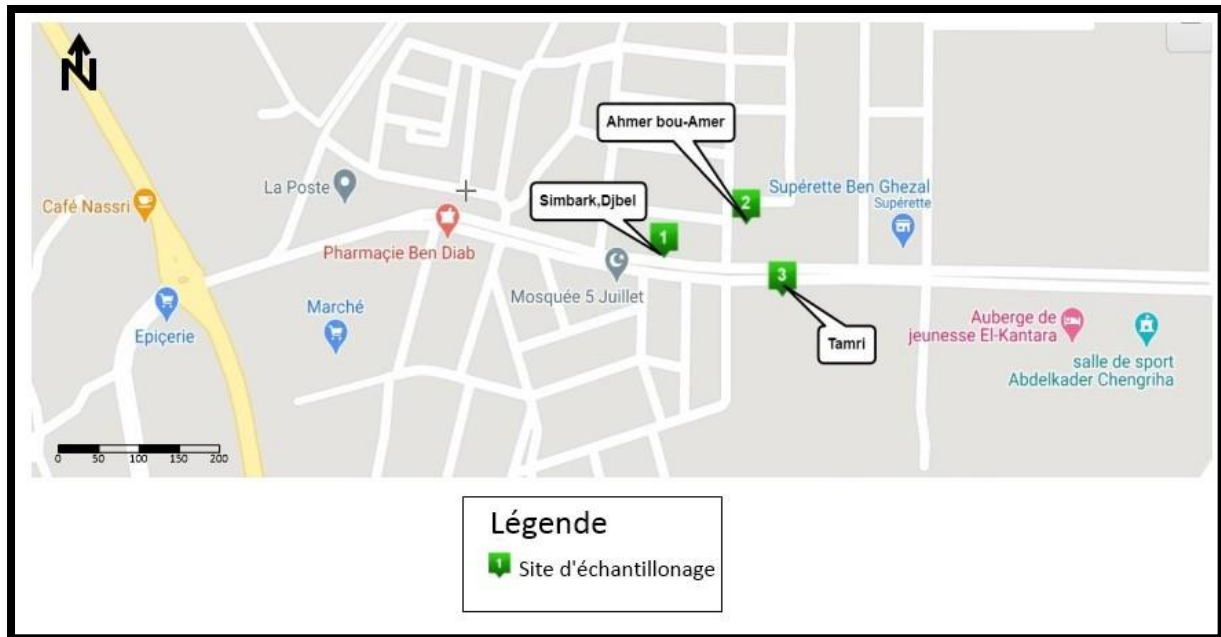 N
Ahmer bou-Amer
La Poste
Simbark,Djbel
2
Supérette Ben Ghezal
Supérette
Café Nassri
1
Pharmaçie Ben Diab
Mosquée 5 Juillet
3
Marché
Epiçerie
Tamri
Auberge de
jeunesse El-Kantara
salle de sport
Abdelkader Chengriha
0 50 100 150 200
Légende
1 Site d'échantillonage